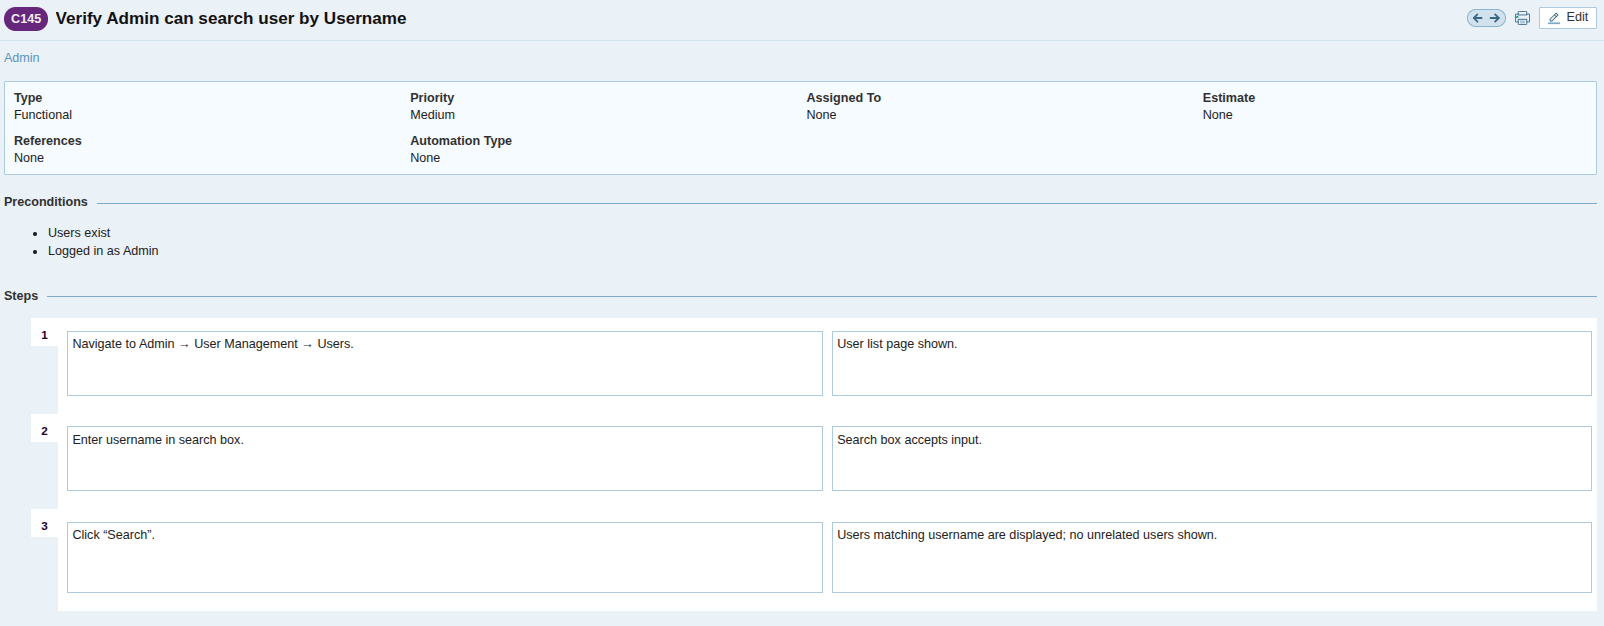 C145 Verify Admin can search user by Username
Edit
Admin
Type Priority Assigned To Estimate
Functional Medium None None
References Automation Type
None None
Preconditions
• Users exist
• Logged in as Admin
Steps
1
Navigate to Admin → User Management → Users. User list page shown.
2
Enter username in search box. Search box accepts input.
3
Click “Search”. Users matching username are displayed; no unrelated users shown.